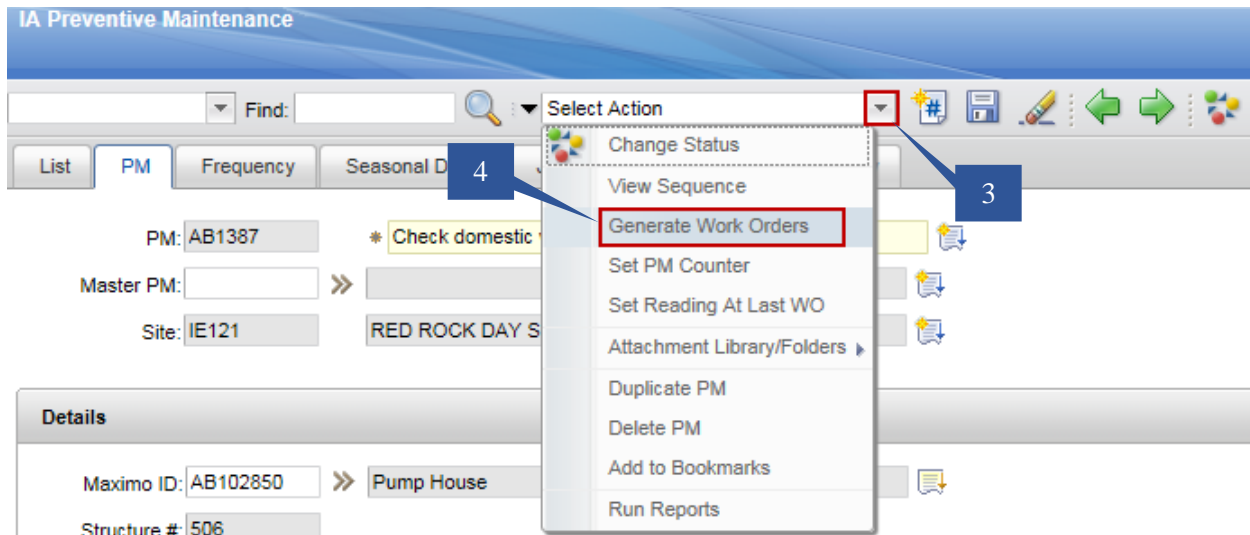 IA Preventive Maintenance
Find:
Select Action
List PM Frequency Seasonal D
4
3
Change Status
View Sequence
Generate Work Orders
Set PM Counter
Set Reading At Last WO
Attachment Library/Folders
Duplicate PM
Delete PM
Add to Bookmarks
Run Reports
PM: AB1387 * Check domestic
Master PM:
Site: IE121 RED ROCK DAY S
Details
Maximo ID: AB102850 Pump House
Structure #: 506